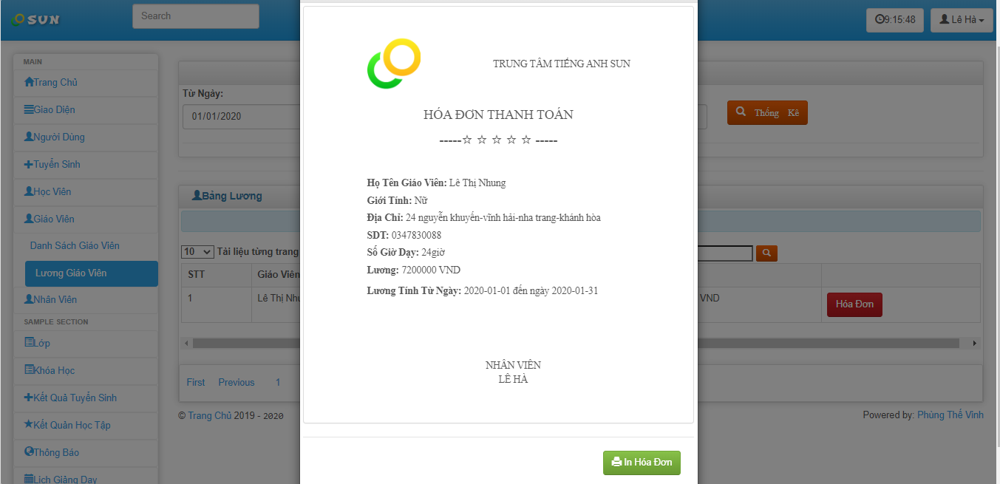 SUN
Search
9:15:48
Lê Hà
MAIN
Trang Chủ
Giao Diện
Người Dùng
Tuyển Sinh
Học Viên
Giáo Viên
Danh Sách Giáo Viên
Lương Giáo Viên
Nhân Viên
SAMPLE SECTION
Lớp
Khóa Học
Kết Quả Tuyển Sinh
Kết Quản Học Tập
Thông Báo
Lịch Giảng Dạy
Từ Ngày:
01/01/2020
Thống Kê
Bảng Lương
10 Tài liệu từng trang
STT Giáo Viên
1 Lê Thị VND Hóa Đơn
First Previous 1
© Trang Chủ 2019 - 2020
Powered by: Phùng Thế Vinh
TRUNG TÂM TIẾNG ANH SUN
HÓA ĐƠN THANH TOÁN
-----☆ ☆ ☆ ☆ ☆ -----
Họ Tên Giáo Viên: Lê Thị Nhung
Giới Tính: Nữ
Địa Chỉ: 24 nguyễn khuyến-vĩnh hải-nha trang-khánh hòa
SDT: 0347830088
Số Giờ Dạy: 24giờ
Lương: 7200000 VND
Lương Tính Từ Ngày: 2020-01-01 đến ngày 2020-01-31
NHÂN VIÊN
LÊ HÀ
In Hóa Đơn